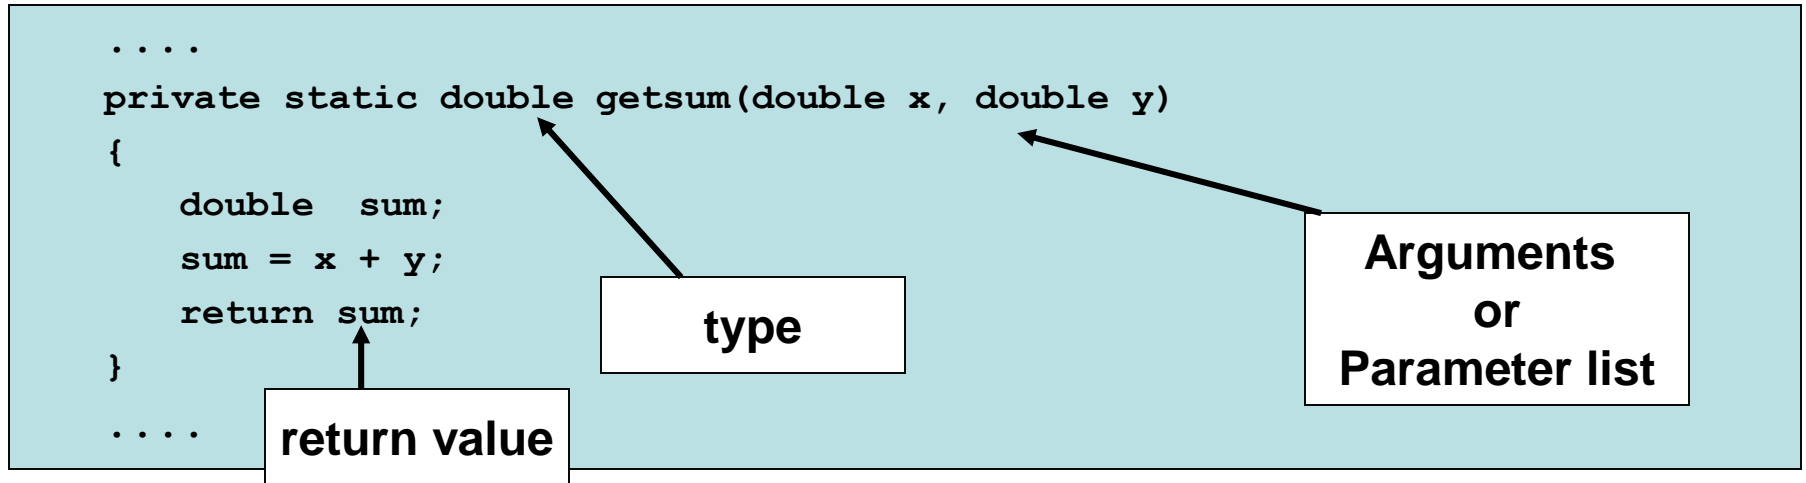 ....
private static double getsum(double x, double y)
{
double  sum;
sum = x + y;
return sum;
}
....
type
Arguments
or
Parameter list
return value